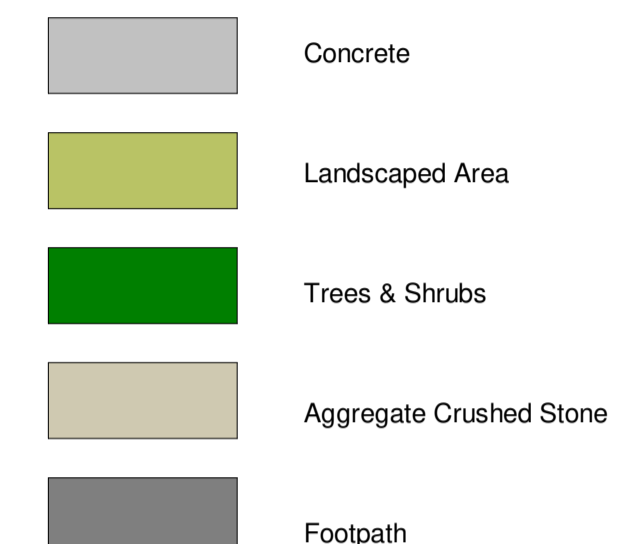 Concrete
Landscaped Area
Trees & Shrubs
Aggregate Crushed Stone
Footpath